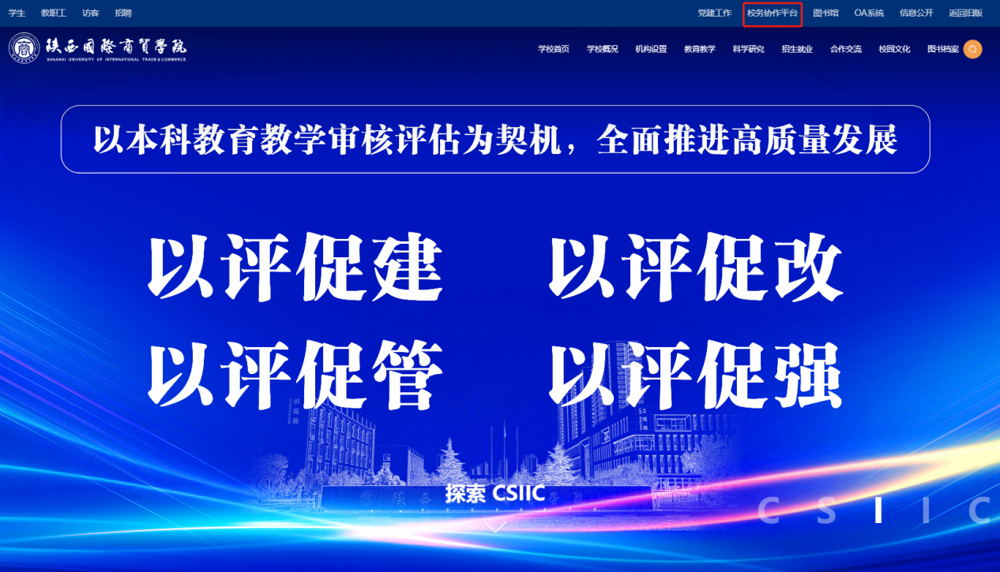 学生 教职工 访客 招聘 党建工作 校务协作平台 图书馆 OA系统 信息公开 返回旧版
陕西国际商贸学院
SHAANXI UNIVERSITY OF INTERNATIONAL TRADE & COMMERCE
学校首页 学校概况 机构设置 教育教学 科学研究 招生就业 合作交流 校园文化 图书档案
以本科教育教学审核评估为契机，全面推进高质量发展
以评促建 以评促改
以评促管 以评促强
探索 CSIIC
C S I I C